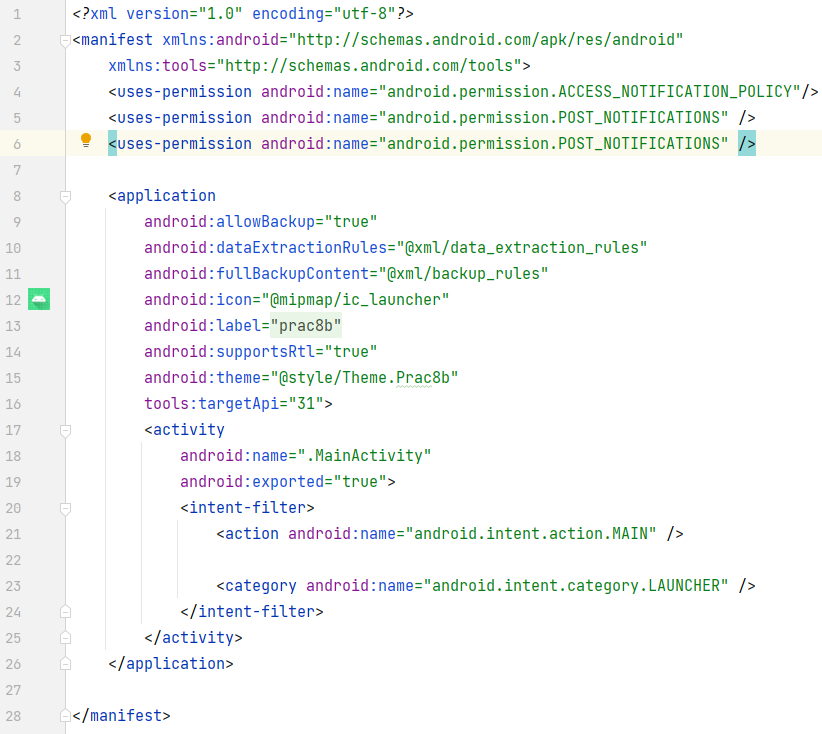 1 <?xml version="1.0" encoding="utf-8"?>
2 <manifest xmlns:android="http://schemas.android.com/apk/res/android"
3     xmlns:tools="http://schemas.android.com/tools">
4     <uses-permission android:name="android.permission.ACCESS_NOTIFICATION_POLICY"/>
5     <uses-permission android:name="android.permission.POST_NOTIFICATIONS" />
6     <uses-permission android:name="android.permission.POST_NOTIFICATIONS" />
7
8     <application
9         android:allowBackup="true"
10         android:dataExtractionRules="@xml/data_extraction_rules"
11         android:fullBackupContent="@xml/backup_rules"
12         android:icon="@mipmap/ic_launcher"
13         android:label="prac8b"
14         android:supportsRtl="true"
15         android:theme="@style/Theme.Prac8b"
16         tools:targetApi="31">
17         <activity
18             android:name=".MainActivity"
19             android:exported="true">
20             <intent-filter>
21                 <action android:name="android.intent.action.MAIN" />
22
23                 <category android:name="android.intent.category.LAUNCHER" />
24             </intent-filter>
25         </activity>
26     </application>
27
28 </manifest>